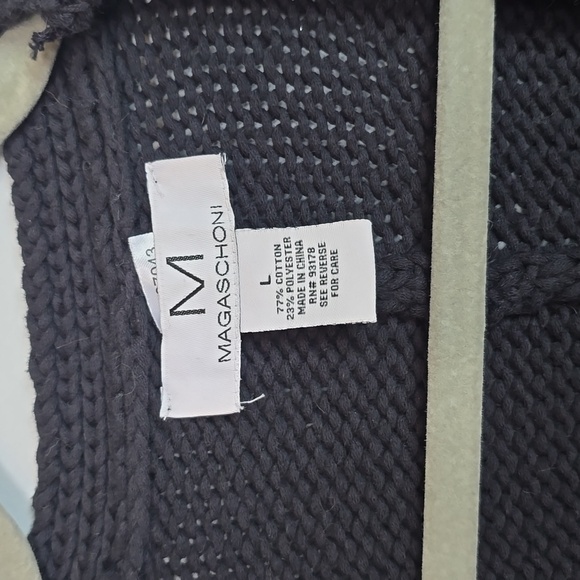 M
MAGASCHONI
L
77% COTTON
23% POLYESTER
MADE IN CHINA
RN# 93178
SEE REVERSE
FOR CARE